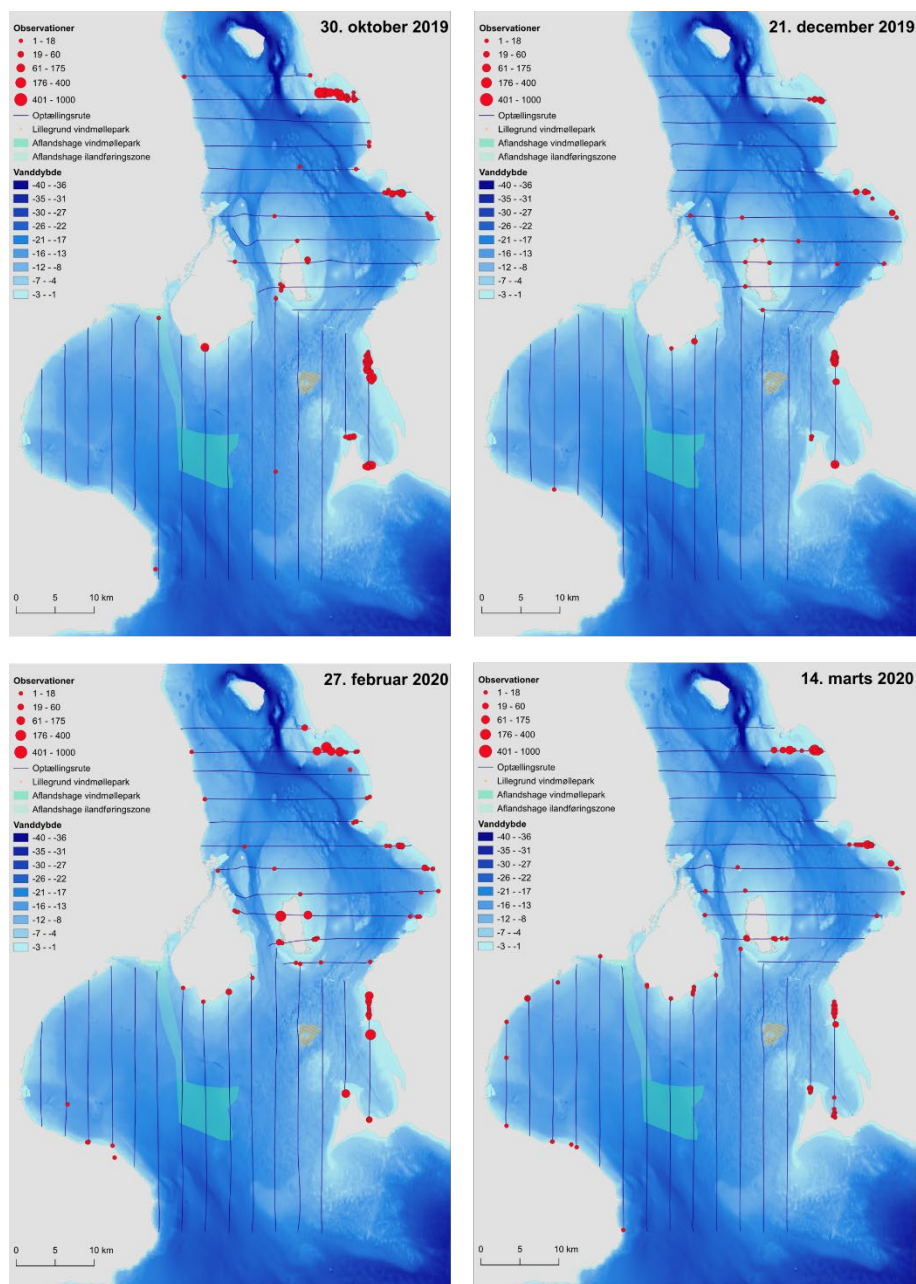 30. oktober 2019
Observationer
1 - 18
19 - 60
61 - 175
176 - 400
401 - 1000
Optællingsrute
Lillegrund vindmøllepark
Aflandshage vindmøllepark
Aflandshage ilandføringszone
Vanddybde
-40 - -36
-35 - -31
-30 - -27
-26 - -22
-21 - -17
-16 - -13
-12 - -8
-7 - -4
-3 - -1
0 5 10 km
21. december 2019
Observationer
1 - 18
19 - 60
61 - 175
176 - 400
401 - 1000
Optællingsrute
Lillegrund vindmøllepark
Aflandshage vindmøllepark
Aflandshage ilandføringszone
Vanddybde
-40 - -36
-35 - -31
-30 - -27
-26 - -22
-21 - -17
-16 - -13
-12 - -8
-7 - -4
-3 - -1
0 5 10 km
27. februar 2020
Observationer
1 - 18
19 - 60
61 - 175
176 - 400
401 - 1000
Optællingsrute
Lillegrund vindmøllepark
Aflandshage vindmøllepark
Aflandshage ilandføringszone
Vanddybde
-40 - -36
-35 - -31
-30 - -27
-26 - -22
-21 - -17
-16 - -13
-12 - -8
-7 - -4
-3 - -1
0 5 10 km
14. marts 2020
Observationer
1 - 18
19 - 60
61 - 175
176 - 400
401 - 1000
Optællingsrute
Lillegrund vindmøllepark
Aflandshage vindmøllepark
Aflandshage ilandføringszone
Vanddybde
-40 - -36
-35 - -31
-30 - -27
-26 - -22
-21 - -17
-16 - -13
-12 - -8
-7 - -4
-3 - -1
0 5 10 km